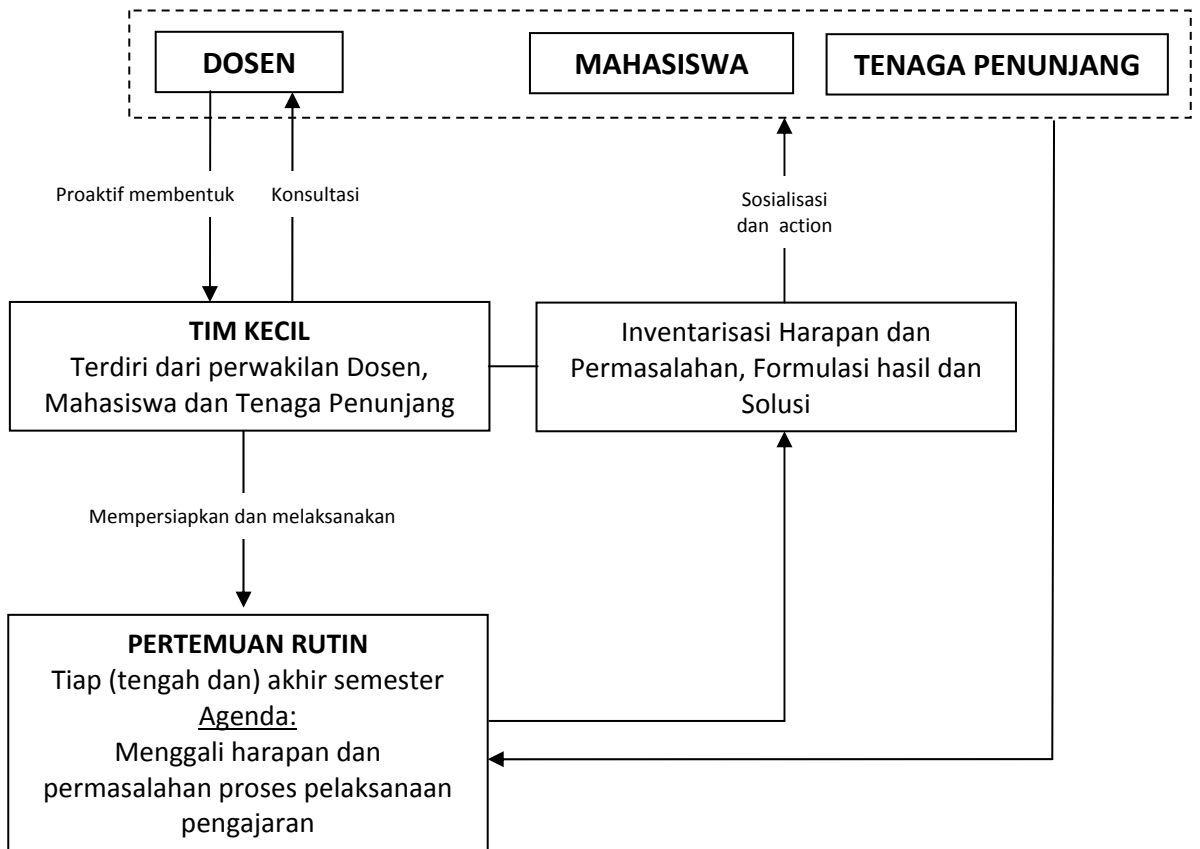 DOSEN
MAHASISWA
TENAGA PENUNJANG
Proaktif membentuk
Konsultasi
Sosialisasi
dan action
TIM KECIL
Terdiri dari perwakilan Dosen,
Mahasiswa dan Tenaga Penunjang
Inventarisasi Harapan dan
Permasalahan, Formulasi hasil dan
Solusi
Mempersiapkan dan melaksanakan
PERTEMUAN RUTIN
Tiap (tengah dan) akhir semester
Agenda:
Menggali harapan dan
permasalahan proses pelaksanaan
pengajaran